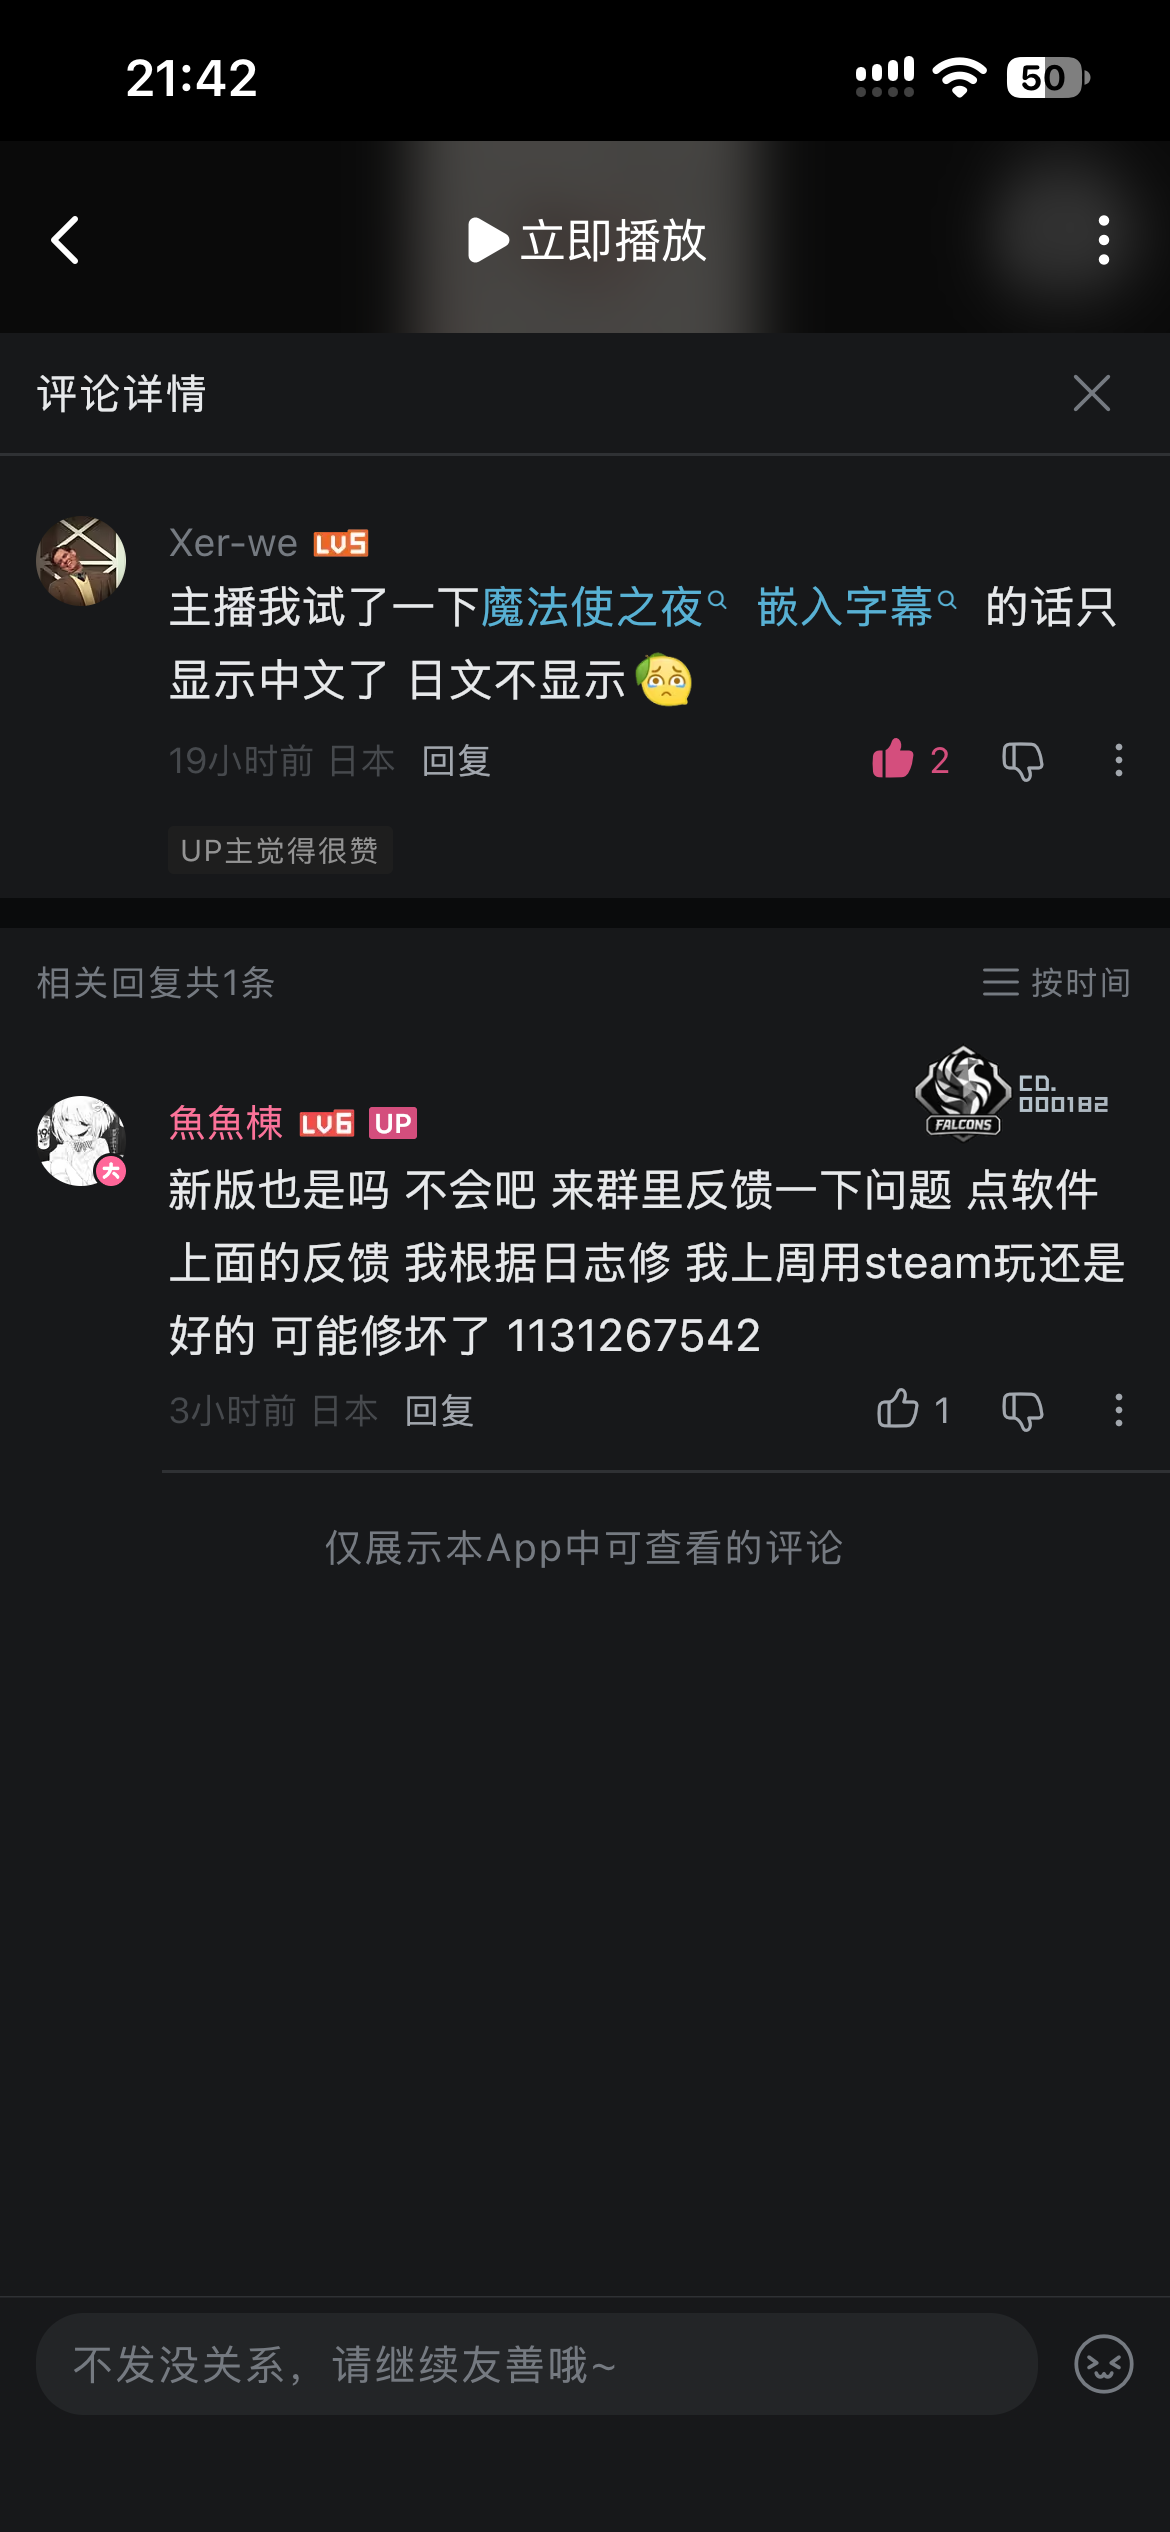 21:42
50
立即播放
评论详情
Xer-we LV5
主播我试了一下魔法使之夜 嵌入字幕 的话只
显示中文了 日文不显示
19小时前 日本 回复 2
UP主觉得很赞
相关回复共1条 按时间
FALCONS
CD.
000182
魚魚楝 LV6 UP
新版也是吗 不会吧 来群里反馈一下问题 点软件
上面的反馈 我根据日志修 我上周用steam玩还是
好的 可能修坏了 1131267542
3小时前 日本 回复 1
仅展示本App中可查看的评论
不发没关系，请继续友善哦~